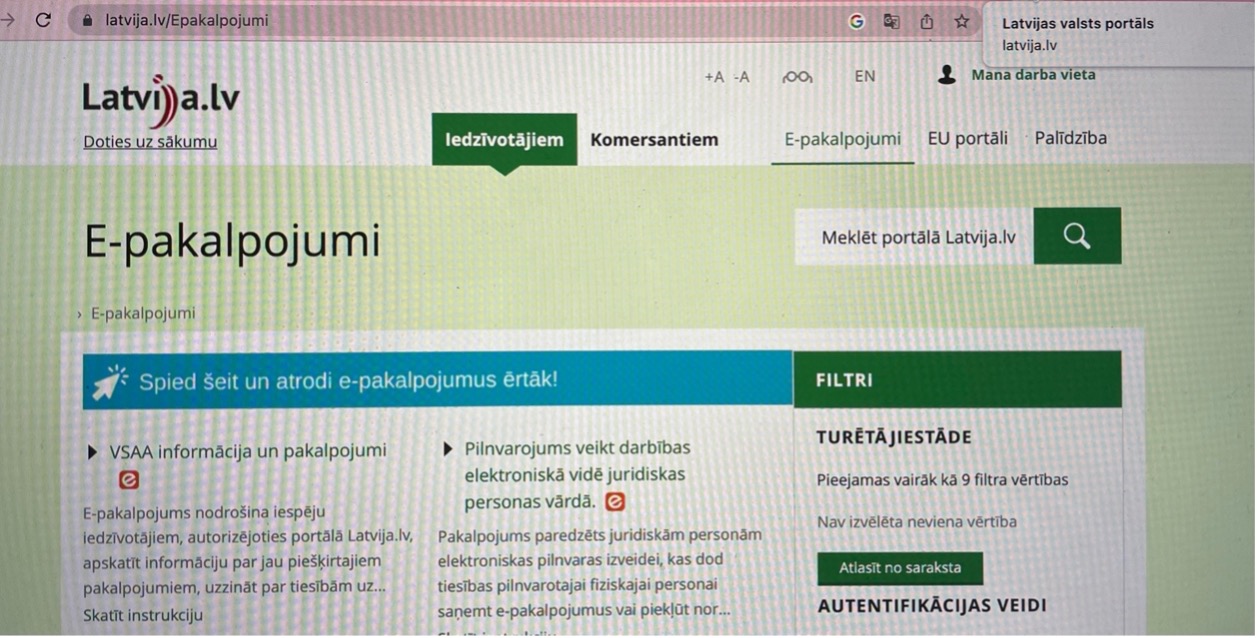 latvija.lv/Epakalpojumi
Latvijas valsts portāls
latvija.lv
Latvija.lv
Doties uz sākumu
+A -A
EN
Mana darba vieta
Iedzīvotājiem
Komersantiem
E-pakalpojumi
EU portāli
Palīdzība
E-pakalpojumi
Meklēt portālā Latvija.lv
› E-pakalpojumi
Spied šeit un atrodi e-pakalpojumus ērtāk!
VSAA informācija un pakalpojumi
E-pakalpojums nodrošina iespēju
iedzīvotājiem, autorizējoties portālā Latvija.lv,
apskatīt informāciju par jau piešķirtajiem
pakalpojumiem, uzzināt par tiesībām uz...
Skatīt instrukciju
Pilnvarojums veikt darbības
elektroniskā vidē juridiskas
personas vārdā.
Pakalpojums paredzēts juridiskām personām
elektroniskas pilnvaras izveidei, kas dod
tiesības pilnvarotajai fiziskajai personai
saņemt e-pakalpojumus vai piekļūt nor...
FILTRI
TURĒTĀJIESTĀDE
Pieejamas vairāk kā 9 filtra vērtības
Nav izvēlēta neviena vērtība
Atlasīt no saraksta
AUTENTIFIKĀCIJAS VEIDI